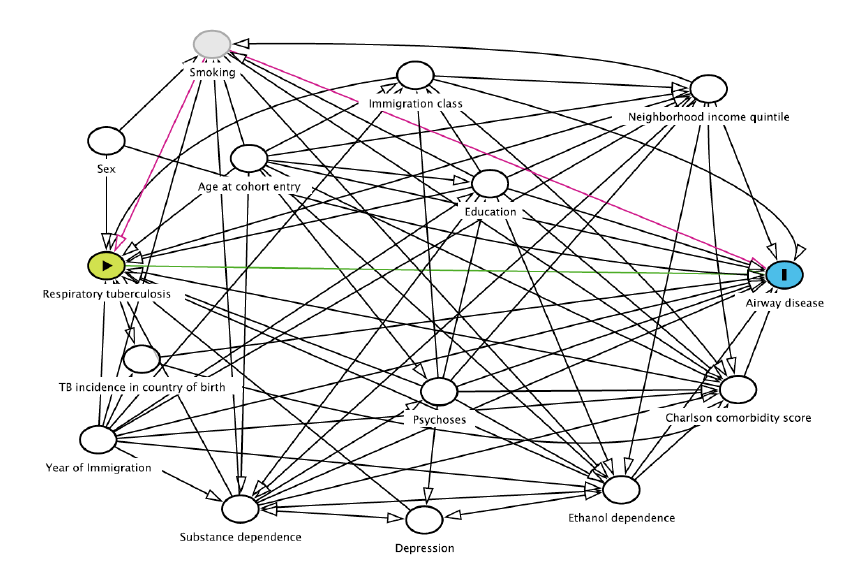 Smoking
Immigration class
Neighborhood income quintile
Sex
Age at cohort entry
Education
Respiratory tuberculosis
Airway disease
TB incidence in country of birth
Psychoses
Charlson comorbidity score
Year of Immigration
Substance dependence
Ethanol dependence
Depression